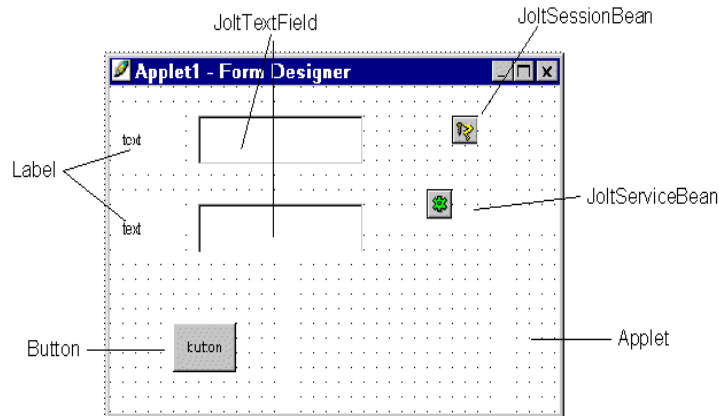 JoltTextField
JoltSessionBean
Applet1 - Form Designer
text
Label
JoltServiceBean
text
Button
button
Applet